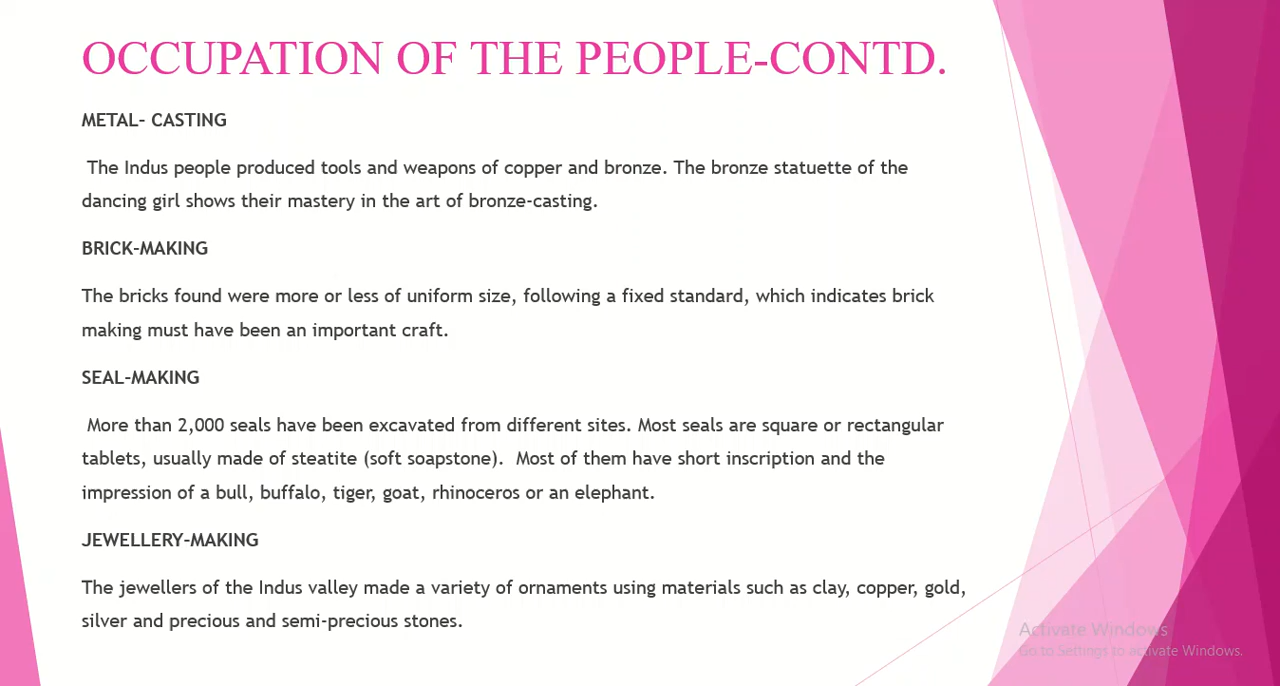 OCCUPATION OF THE PEOPLE-CONTD.
METAL- CASTING
The Indus people produced tools and weapons of copper and bronze. The bronze statuette of the
dancing girl shows their mastery in the art of bronze-casting.
BRICK-MAKING
The bricks found were more or less of uniform size, following a fixed standard, which indicates brick
making must have been an important craft.
SEAL-MAKING
More than 2,000 seals have been excavated from different sites. Most seals are square or rectangular
tablets, usually made of steatite (soft soapstone).  Most of them have short inscription and the
impression of a bull, buffalo, tiger, goat, rhinoceros or an elephant.
JEWELLERY-MAKING
The jewellers of the Indus valley made a variety of ornaments using materials such as clay, copper, gold,
silver and precious and semi-precious stones.
Activate Windows
Go to Settings to activate Windows.